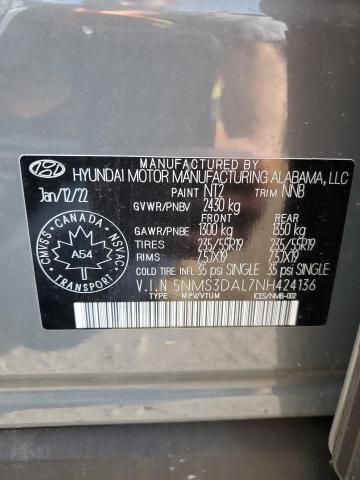 MANUFACTURED BY
HYUNDAI MOTOR MANUFACTURING ALABAMA, LLC
Jan/12/22 PAINT NT2 TRIM NNB
GVWR/PNBV 2430 kg
FRONT REAR
GAWR/PNBE 1300 kg 1350 kg
TIRES 235/55R19 235/55R19
RIMS 7.5JX19 7.5JX19
COLD TIRE INFL. 35 psi SINGLE 35 psi SINGLE
V.I.N 5NMS3DAL7NH424136
TYPE MPV/VTUM ICES/NMB-002
CANADA
CMVSS NSVAC
A54